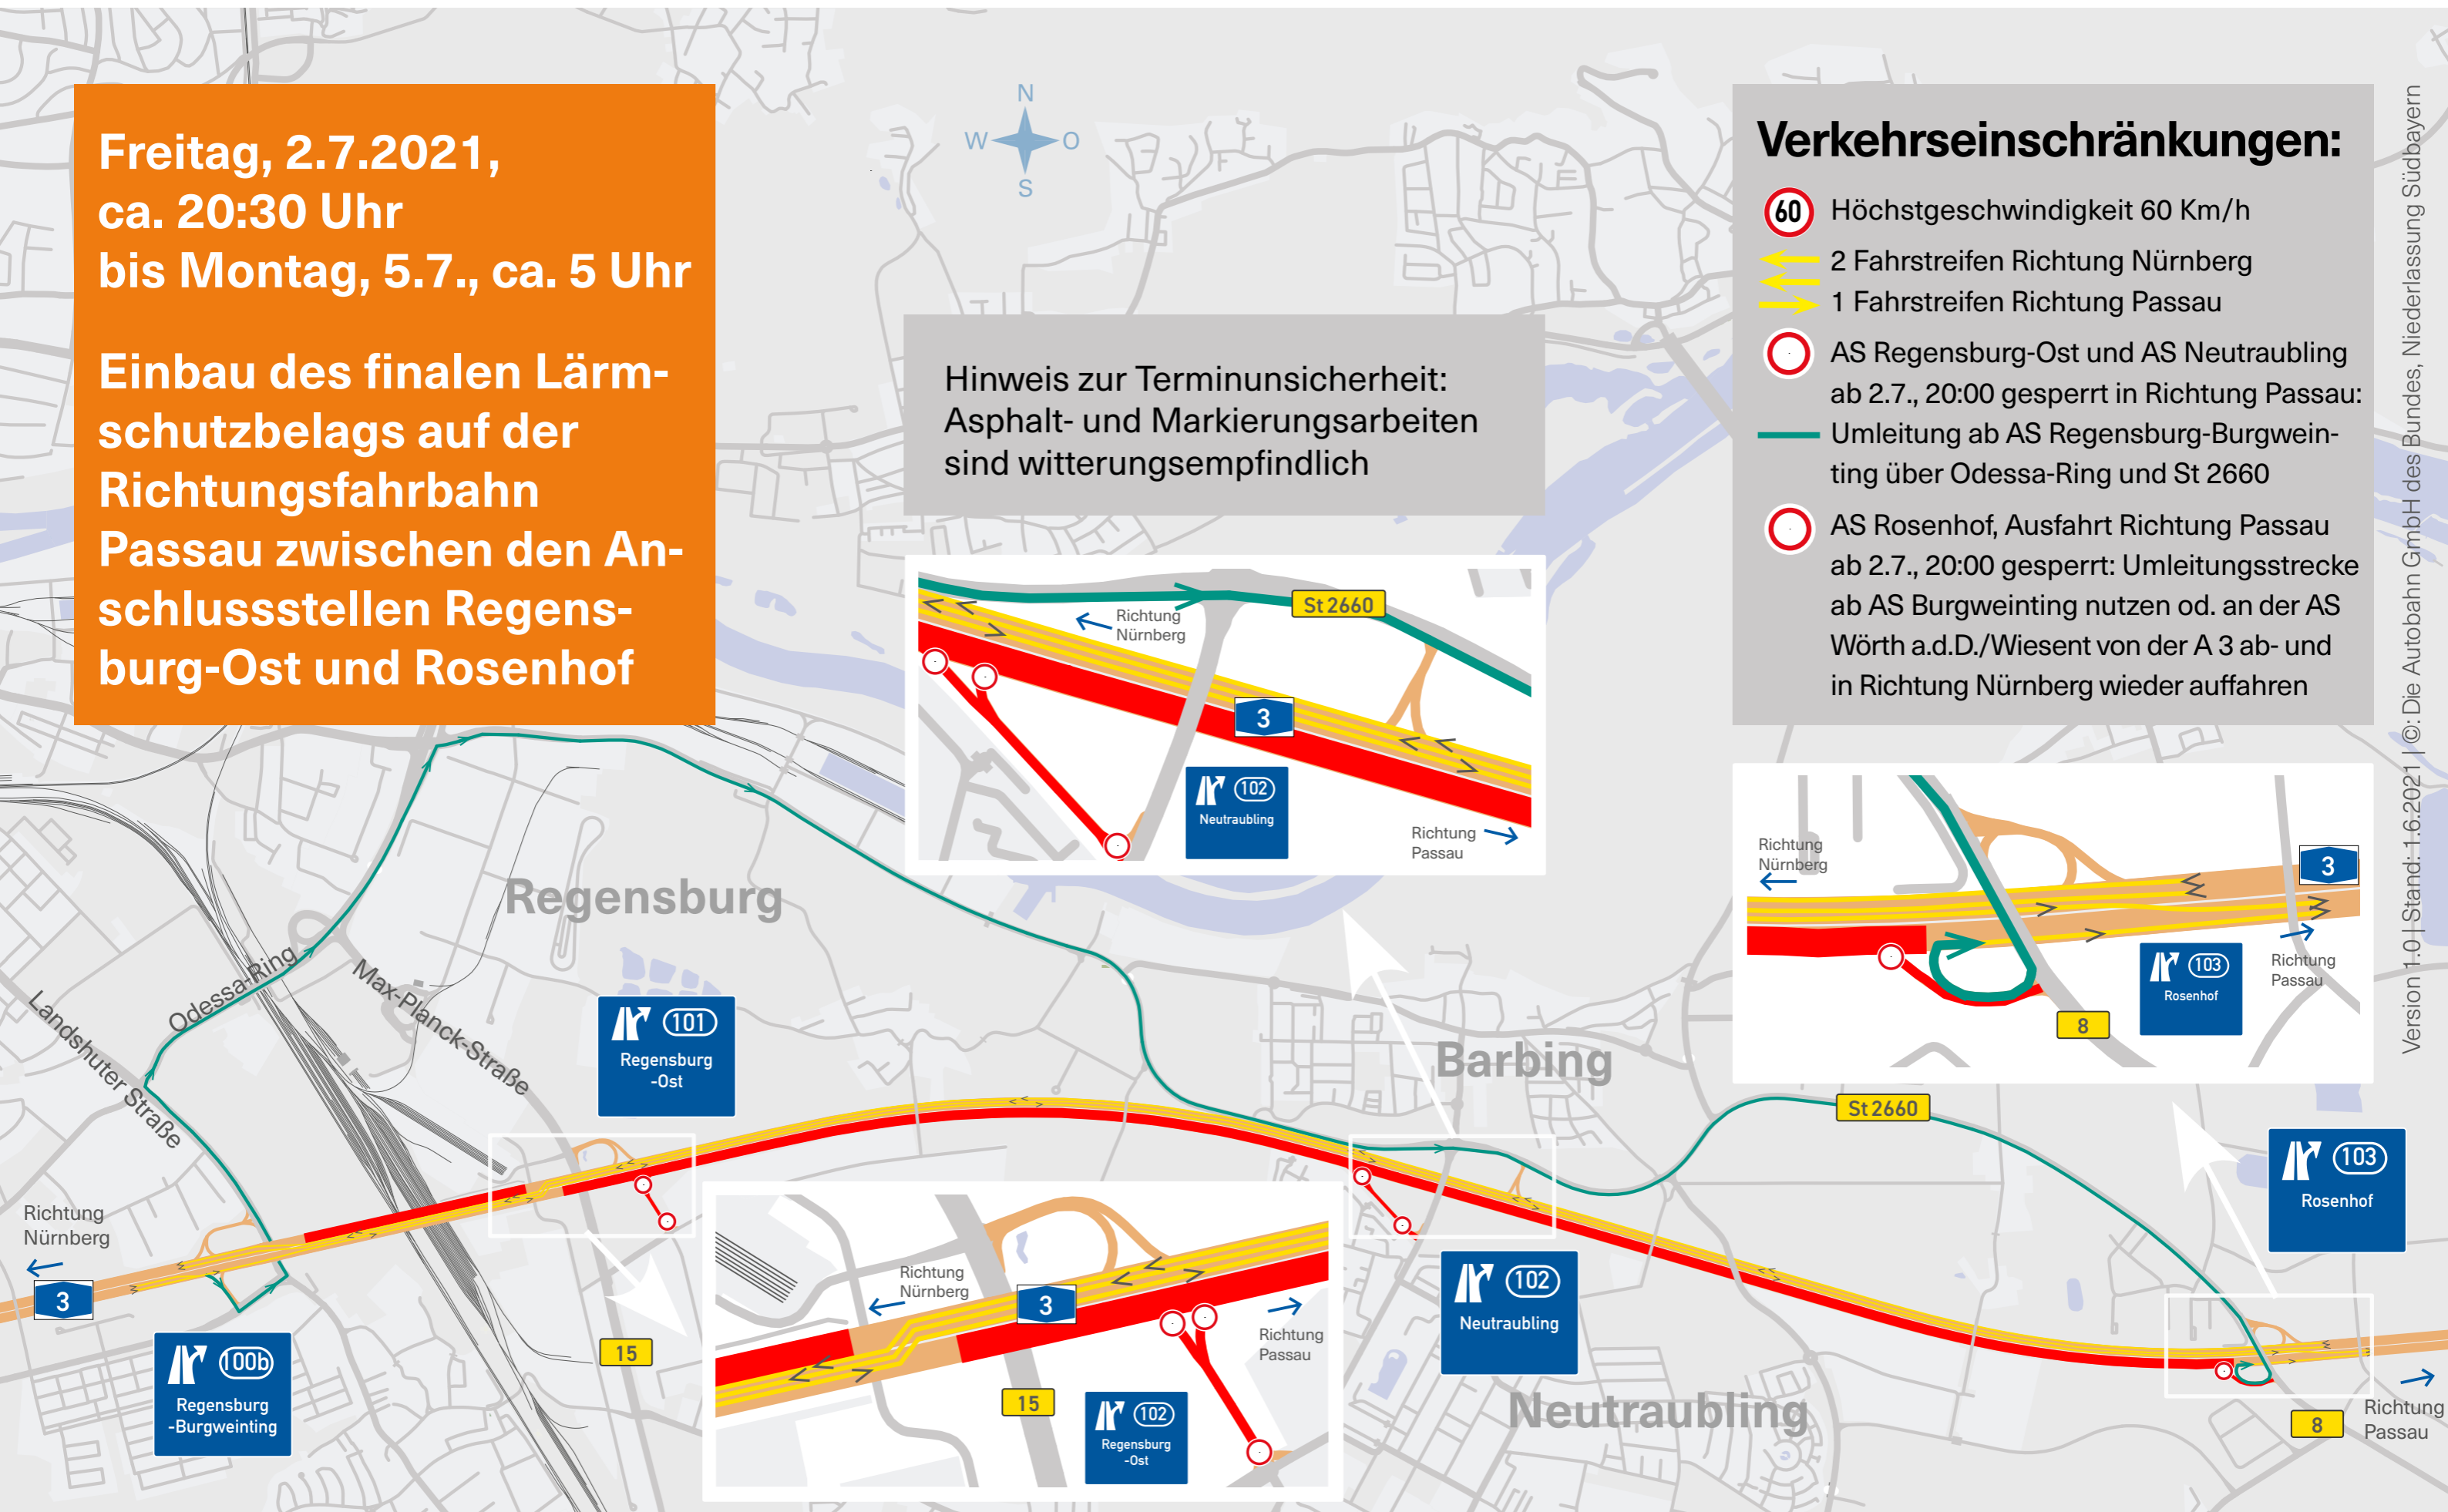 Freitag, 2.7.2021,
ca. 20:30 Uhr
bis Montag, 5.7., ca. 5 Uhr
Einbau des finalen Lärm-
schutzbelags auf der
Richtungsfahrbahn
Passau zwischen den An-
schlussstellen Regens-
burg-Ost und Rosenhof
N
W
O
S
Hinweis zur Terminunsicherheit:
Asphalt- und Markierungsarbeiten
sind witterungsempfindlich
Verkehrseinschränkungen:
60
Höchstgeschwindigkeit 60 Km/h
2 Fahrstreifen Richtung Nürnberg
1 Fahrstreifen Richtung Passau
AS Regensburg-Ost und AS Neutraubling
ab 2.7., 20:00 gesperrt in Richtung Passau:
Umleitung ab AS Regensburg-Burgwein-
ting über Odessa-Ring und St 2660
AS Rosenhof, Ausfahrt Richtung Passau
ab 2.7., 20:00 gesperrt: Umleitungsstrecke
ab AS Burgweinting nutzen od. an der AS
Wörth a.d.D./Wiesent von der A 3 ab- und
in Richtung Nürnberg wieder auffahren
Version 1.0 | Stand: 1.6.2021 | ©: Die Autobahn GmbH des Bundes, Niederlassung Südbayern
St 2660
Richtung
Nürnberg
3
102
Neutraubling
Richtung
Passau
Richtung
Nürnberg
3
103
Rosenhof
Richtung
Passau
8
Regensburg
Odessa-Ring
Max-Planck-Straße
Landshuter Straße
101
Regensburg
-Ost
Barbing
St 2660
103
Rosenhof
Richtung
Nürnberg
3
100b
Regensburg
-Burgweinting
15
Richtung
Nürnberg
3
Richtung
Passau
15
102
Regensburg
-Ost
102
Neutraubling
Neutraubling
8
Richtung
Passau